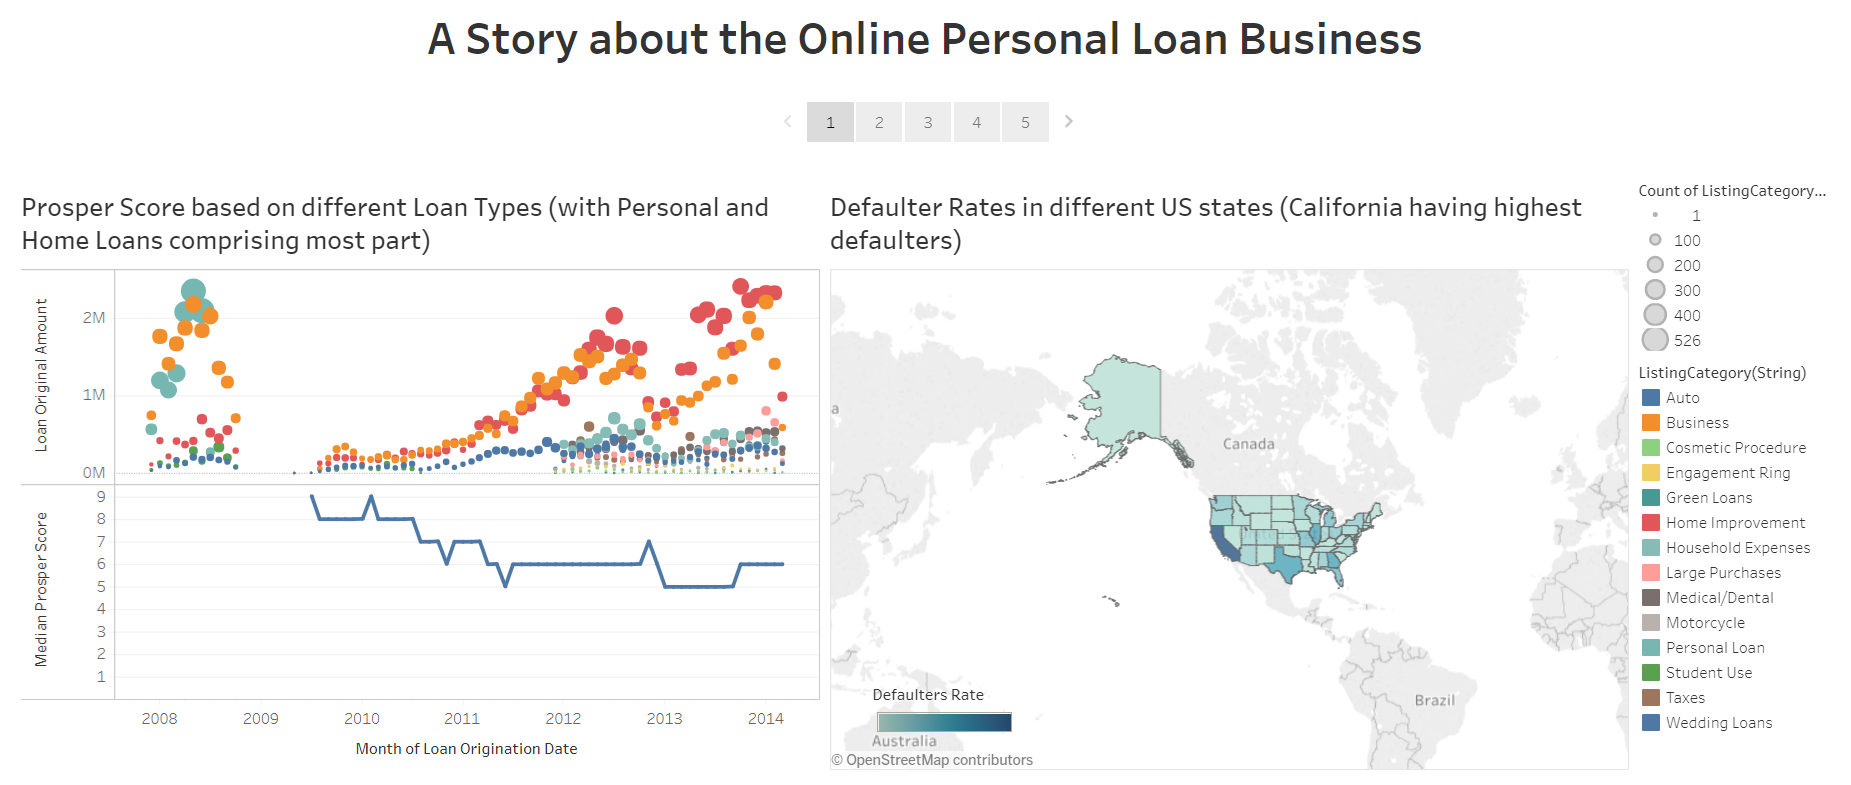 A Story about the Online Personal Loan Business
1
2
3
4
5
Prosper Score based on different Loan Types (with Personal and
Home Loans comprising most part)
Loan Original Amount
2M
1M
0M
Median Prosper Score
9
8
7
6
5
4
3
2
1
2008
2009
2010
2011
2012
2013
2014
Month of Loan Origination Date
Defaulter Rates in different US states (California having highest
defaulters)
a
Canada
Brazil
Defaulters Rate
Australia
© OpenStreetMap contributors
Count of ListingCategory...
1
100
200
300
400
526
ListingCategory(String)
Auto
Business
Cosmetic Procedure
Engagement Ring
Green Loans
Home Improvement
Household Expenses
Large Purchases
Medical/Dental
Motorcycle
Personal Loan
Student Use
Taxes
Wedding Loans